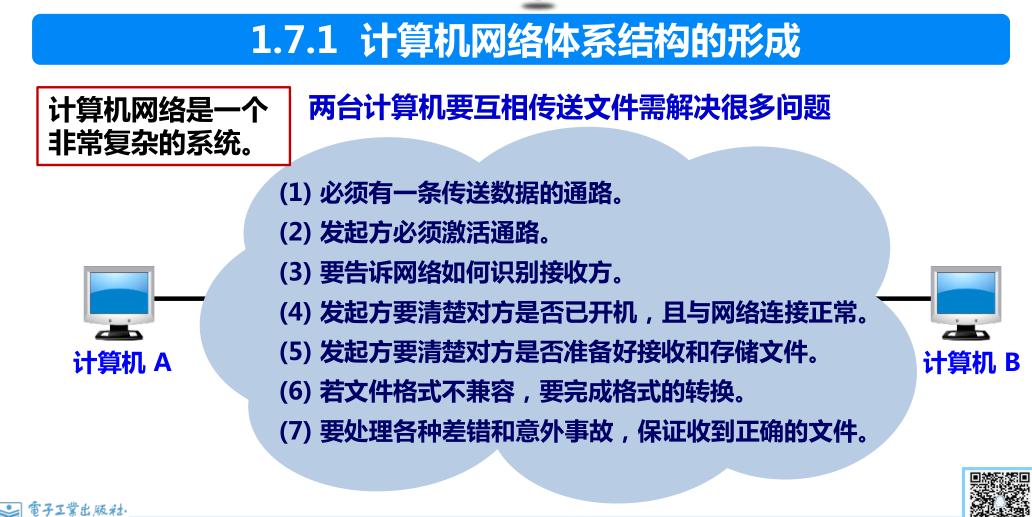 1.7.1 计算机网络体系结构的形成
计算机网络是一个
非常复杂的系统。
两台计算机要互相传送文件需解决很多问题
(1) 必须有一条传送数据的通路。
(2) 发起方必须激活通路。
(3) 要告诉网络如何识别接收方。
(4) 发起方要清楚对方是否已开机，且与网络连接正常。
(5) 发起方要清楚对方是否准备好接收和存储文件。
(6) 若文件格式不兼容，要完成格式的转换。
(7) 要处理各种差错和意外事故，保证收到正确的文件。
计算机 A
计算机 B
電子工業出版社·